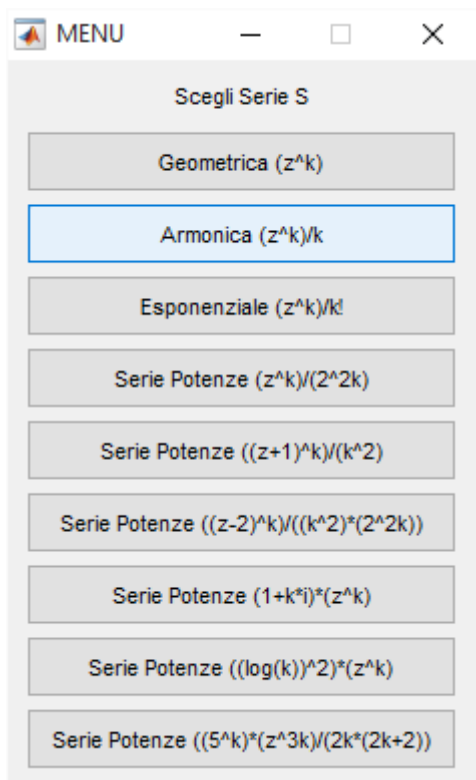 MENU
Scegli Serie S
Geometrica (z^k)
Armonica (z^k)/k
Esponenziale (z^k)/k!
Serie Potenze (z^k)/(2^2k)
Serie Potenze ((z+1)^k)/(k^2)
Serie Potenze ((z-2)^k)/((k^2)*(2^2k))
Serie Potenze (1+k*i)*(z^k)
Serie Potenze ((log(k))^2)*(z^k)
Serie Potenze ((5^k)*(z^3k)/(2k*(2k+2))